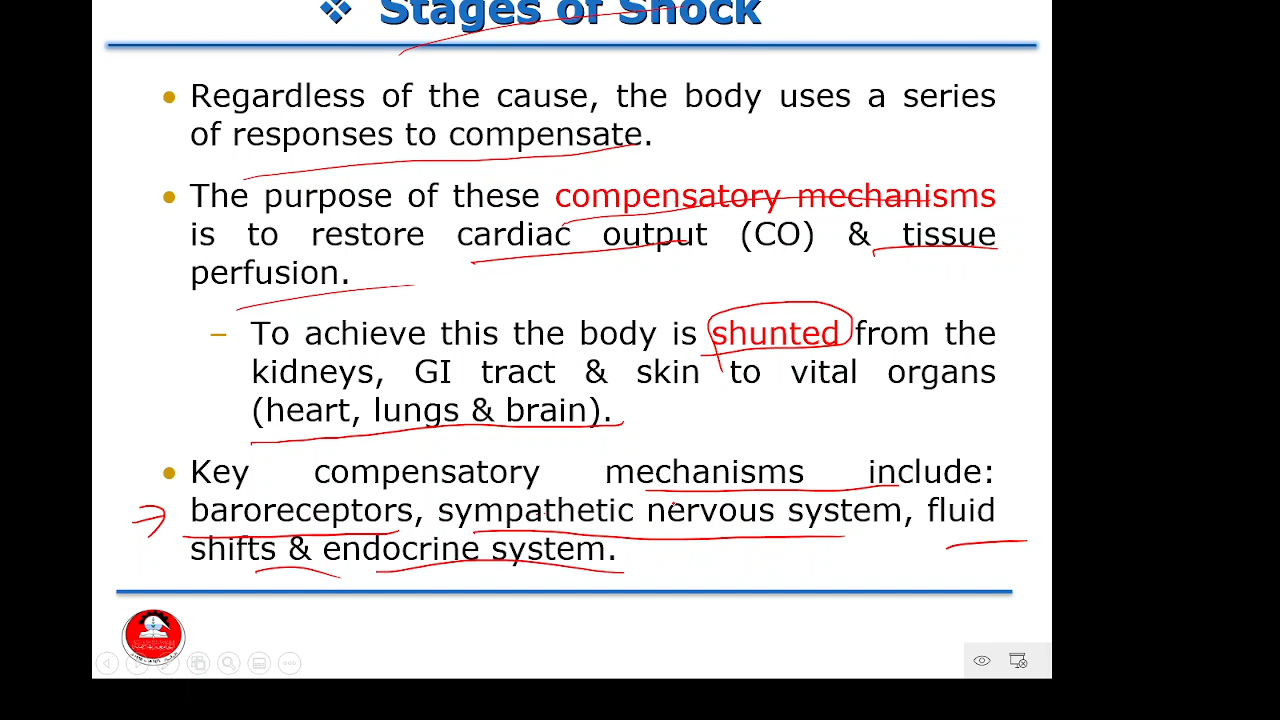 ❖ Stages of Shock
• Regardless of the cause, the body uses a series
of responses to compensate.
• The purpose of these compensatory mechanisms
is to restore cardiac output (CO) & tissue
perfusion.
– To achieve this the body is shunted from the
kidneys, GI tract & skin to vital organs
(heart, lungs & brain).
• Key compensatory mechanisms include:
baroreceptors, sympathetic nervous system, fluid
shifts & endocrine system.